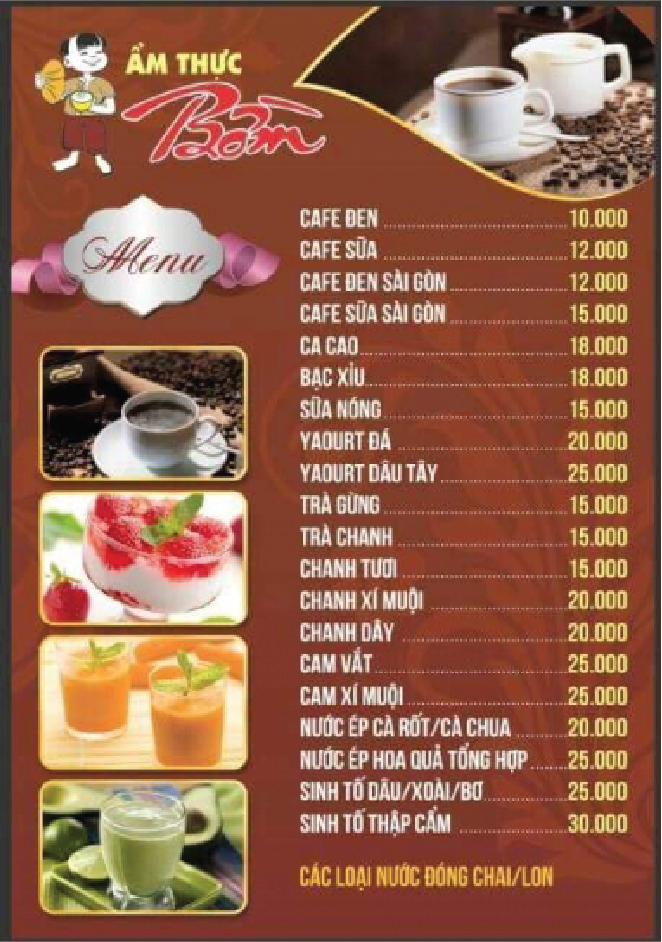 ẨM THỰC
Bờm
Menu
CAFE ĐEN 10.000
CAFE SỮA 12.000
CAFE ĐEN SÀI GÒN 12.000
CAFE SỮA SÀI GÒN 15.000
CA CAO 18.000
BẠC XỈU 18.000
SỮA NÓNG 15.000
YAOURT ĐÁ 20.000
YAOURT DÂU TÂY 25.000
TRÀ GỪNG 15.000
TRÀ CHANH 15.000
CHANH TƯƠI 15.000
CHANH XÍ MUỘI 20.000
CHANH DÂY 20.000
CAM VẮT 25.000
CAM XÍ MUỘI 25.000
NƯỚC ÉP CÀ RỐT/CÀ CHUA 20.000
NƯỚC ÉP HOA QUẢ TỔNG HỢP 25.000
SINH TỐ DÂU/XOÀI/BƠ 25.000
SINH TỐ THẬP CẨM 30.000
CÁC LOẠI NƯỚC ĐÓNG CHAI/LON